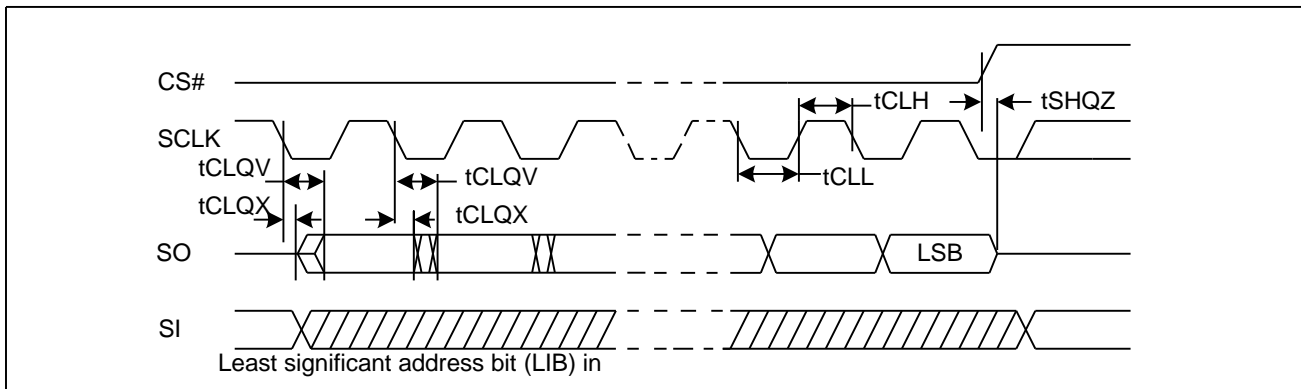 CS#
tCLH
tSHQZ
SCLK
tCLQV
tCLQV
tCLL
tCLQX
tCLQX
SO
LSB
SI
Least significant address bit (LIB) in